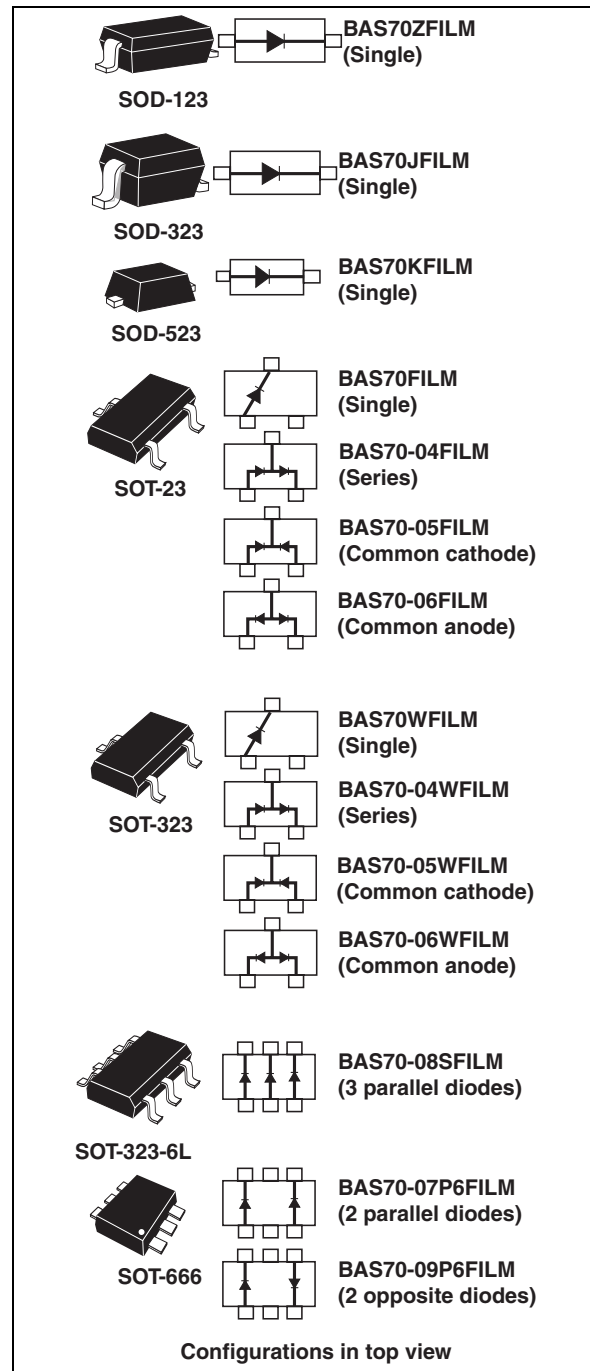 BAS70ZFILM
(Single)
SOD-123
BAS70JFILM
(Single)
SOD-323
BAS70KFILM
(Single)
SOD-523
BAS70FILM
(Single)
BAS70-04FILM
(Series)
SOT-23
BAS70-05FILM
(Common cathode)
BAS70-06FILM
(Common anode)
BAS70WFILM
(Single)
BAS70-04WFILM
(Series)
SOT-323
BAS70-05WFILM
(Common cathode)
BAS70-06WFILM
(Common anode)
BAS70-08SFILM
(3 parallel diodes)
SOT-323-6L
BAS70-07P6FILM
(2 parallel diodes)
SOT-666
BAS70-09P6FILM
(2 opposite diodes)
Configurations in top view